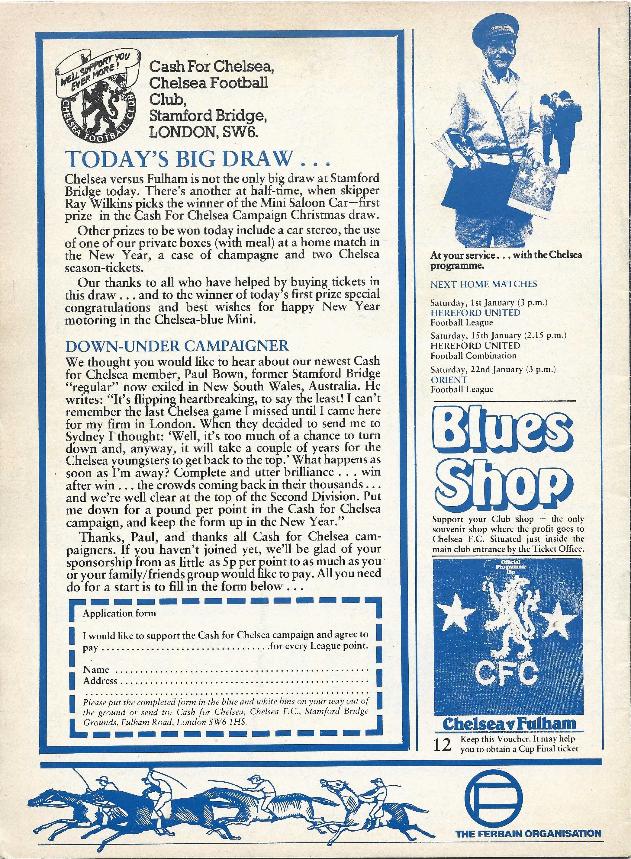 WELL SUPPORT YOU
EVER MORE!
CHELSEA FOOTBALL CLUB
Cash For Chelsea,
Chelsea Football
Club,
Stamford Bridge,
LONDON, SW6.
TODAY'S BIG DRAW . . .
Chelsea versus Fulham is not the only big draw at Stamford
Bridge today. There's another at half-time, when skipper
Ray Wilkins picks the winner of the Mini Saloon Car—first
prize in the Cash For Chelsea Campaign Christmas draw.
Other prizes to be won today include a car stereo, the use
of one of our private boxes (with meal) at a home match in
the New Year, a case of champagne and two Chelsea
season-tickets.
Our thanks to all who have helped by buying tickets in
this draw . . . and to the winner of today's first prize special
congratulations and best wishes for happy New Year
motoring in the Chelsea-blue Mini.
DOWN-UNDER CAMPAIGNER
We thought you would like to hear about our newest Cash
for Chelsea member, Paul Bown, former Stamford Bridge
"regular" now exiled in New South Wales, Australia. He
writes: "It's flipping heartbreaking, to say the least! I can't
remember the last Chelsea game I missed until I came here
for my firm in London. When they decided to send me to
Sydney I thought: 'Well, it's too much of a chance to turn
down and, anyway, it will take a couple of years for the
Chelsea youngsters to get back to the top.' What happens as
soon as I'm away? Complete and utter brilliance . . . win
after win . . . the crowds coming back in their thousands . . .
and we're well clear at the top of the Second Division. Put
me down for a pound per point in the Cash for Chelsea
campaign, and keep the form up in the New Year."
Thanks, Paul, and thanks all Cash for Chelsea cam-
paigners. If you haven't joined yet, we'll be glad of your
sponsorship from as little as 5p per point to as much as you
or your family/friends group would like to pay. All you need
do for a start is to fill in the form below . . .
Application form
I would like to support the Cash for Chelsea campaign and agree to
pay ................................for every League point.
Name ........................................
Address ........................................
Please put the completed form in the blue and white bins on your way out of
the ground or send to: Cash for Chelsea, Chelsea F.C., Stamford Bridge
Grounds, Fulham Road, London SW6 1HS.
At your service . . . with the Chelsea
programme.
NEXT HOME MATCHES
Saturday, 1st January (3 p.m.)
HEREFORD UNITED
Football League
Saturday, 15th January (2.15 p.m.)
HEREFORD UNITED
Football Combination
Saturday, 22nd January (3 p.m.)
ORIENT
Football League
Blues
Shop
Support your Club shop — the only
souvenir shop where the profit goes to
Chelsea F.C. Situated just inside the
main club entrance by the Ticket Office.
Official
Programme
CFC
Chelsea v Fulham
12 Keep this Voucher. It may help
you to obtain a Cup Final ticket
THE FERBAIN ORGANISATION